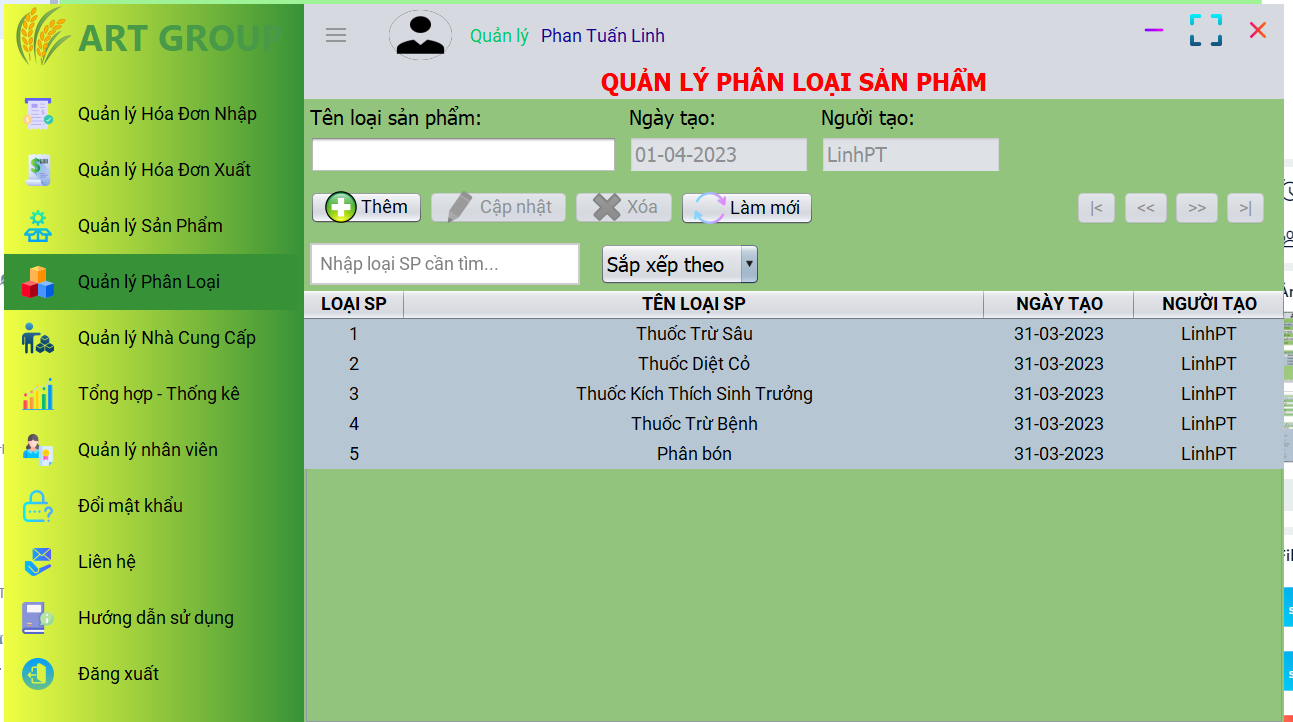 ART GROUP
Quản lý Hóa Đơn Nhập
Quản lý Hóa Đơn Xuất
Quản lý Sản Phẩm
Quản lý Phân Loại
Quản lý Nhà Cung Cấp
Tổng hợp - Thống kê
Quản lý nhân viên
Đổi mật khẩu
Liên hệ
Hướng dẫn sử dụng
Đăng xuất
Quản lý Phan Tuấn Linh
QUẢN LÝ PHÂN LOẠI SẢN PHẨM
Tên loại sản phẩm: Ngày tạo: Người tạo:
01-04-2023 LinhPT
Thêm Cập nhật Xóa Làm mới |< << >> >|
Nhập loại SP cần tìm... Sắp xếp theo
LOẠI SP TÊN LOẠI SP NGÀY TẠO NGƯỜI TẠO
1 Thuốc Trừ Sâu 31-03-2023 LinhPT
2 Thuốc Diệt Cỏ 31-03-2023 LinhPT
3 Thuốc Kích Thích Sinh Trưởng 31-03-2023 LinhPT
4 Thuốc Trừ Bệnh 31-03-2023 LinhPT
5 Phân bón 31-03-2023 LinhPT